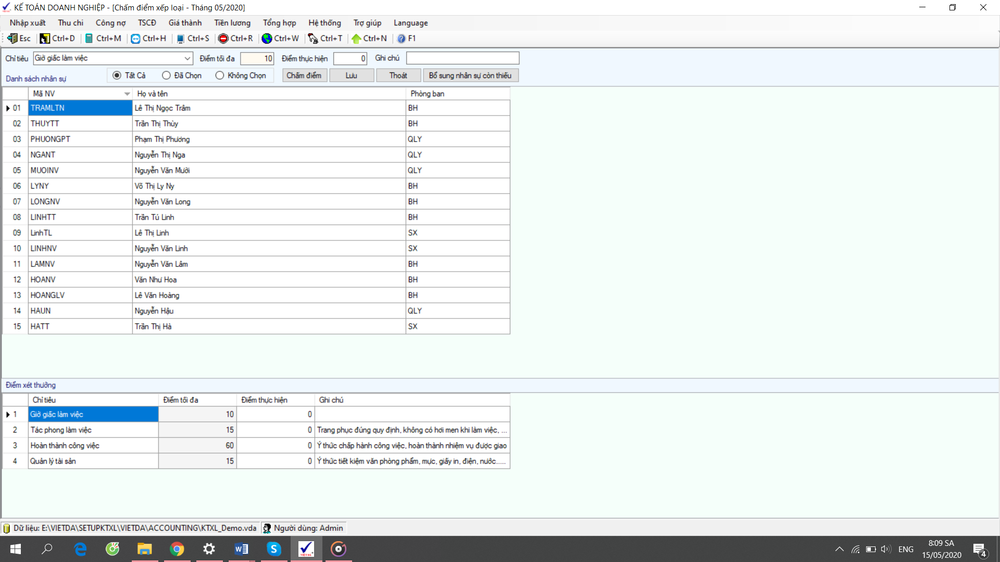 KẾ TOÁN DOANH NGHIỆP - [Chấm điểm xếp loại - Tháng 05/2020]
Nhập xuất Thu chi Công nợ TSCĐ Giá thành Tiền lương Tổng hợp Hệ thống Trợ giúp Language
Esc Ctrl+D Ctrl+M Ctrl+H Ctrl+S Ctrl+R Ctrl+W Ctrl+T Ctrl+N F1
Chỉ tiêu Giờ giấc làm việc Điểm tối đa 10 Điểm thực hiện 0 Ghi chú
Danh sách nhân sự Tất Cả Đã Chọn Không Chọn Chấm điểm Lưu Thoát Bổ sung nhân sự còn thiếu
Mã NV Họ và tên Phòng ban
01 TRAMLTN Lê Thị Ngọc Trâm BH
02 THUYTT Trần Thị Thùy BH
03 PHUONGPT Phạm Thị Phương QLY
04 NGANT Nguyễn Thị Nga QLY
05 MUOINV Nguyễn Văn Mười QLY
06 LYNY Võ Thị Ly Ny BH
07 LONGNV Nguyễn Văn Long BH
08 LINHTT Trần Tú Linh BH
09 LinhTL Lê Thị Linh SX
10 LINHNV Nguyễn Văn Linh SX
11 LAMNV Nguyễn Văn Lâm BH
12 HOANV Văn Như Hoa BH
13 HOANGLV Lê Văn Hoàng BH
14 HAUN Nguyễn Hậu QLY
15 HATT Trần Thị Hà SX
Điểm xét thưởng
Chỉ tiêu Điểm tối đa Điểm thực hiện Ghi chú
1 Giờ giấc làm việc 10 0
2 Tác phong làm việc 15 0 Trang phục đúng quy định, không có hơi men khi làm việc, ...
3 Hoàn thành công việc 60 0 Ý thức chấp hành công việc, hoàn thành nhiệm vụ được giao
4 Quản lý tài sản 15 0 Ý thức tiết kiệm văn phòng phẩm, mực, giấy in, điện, nước.....
Dữ liệu: E:\VIETDA\SETUPKTXL\VIETDA\ACCOUNTING\KTXL_Demo.vda Người dùng: Admin
ENG 8:09 SA
15/05/2020 4